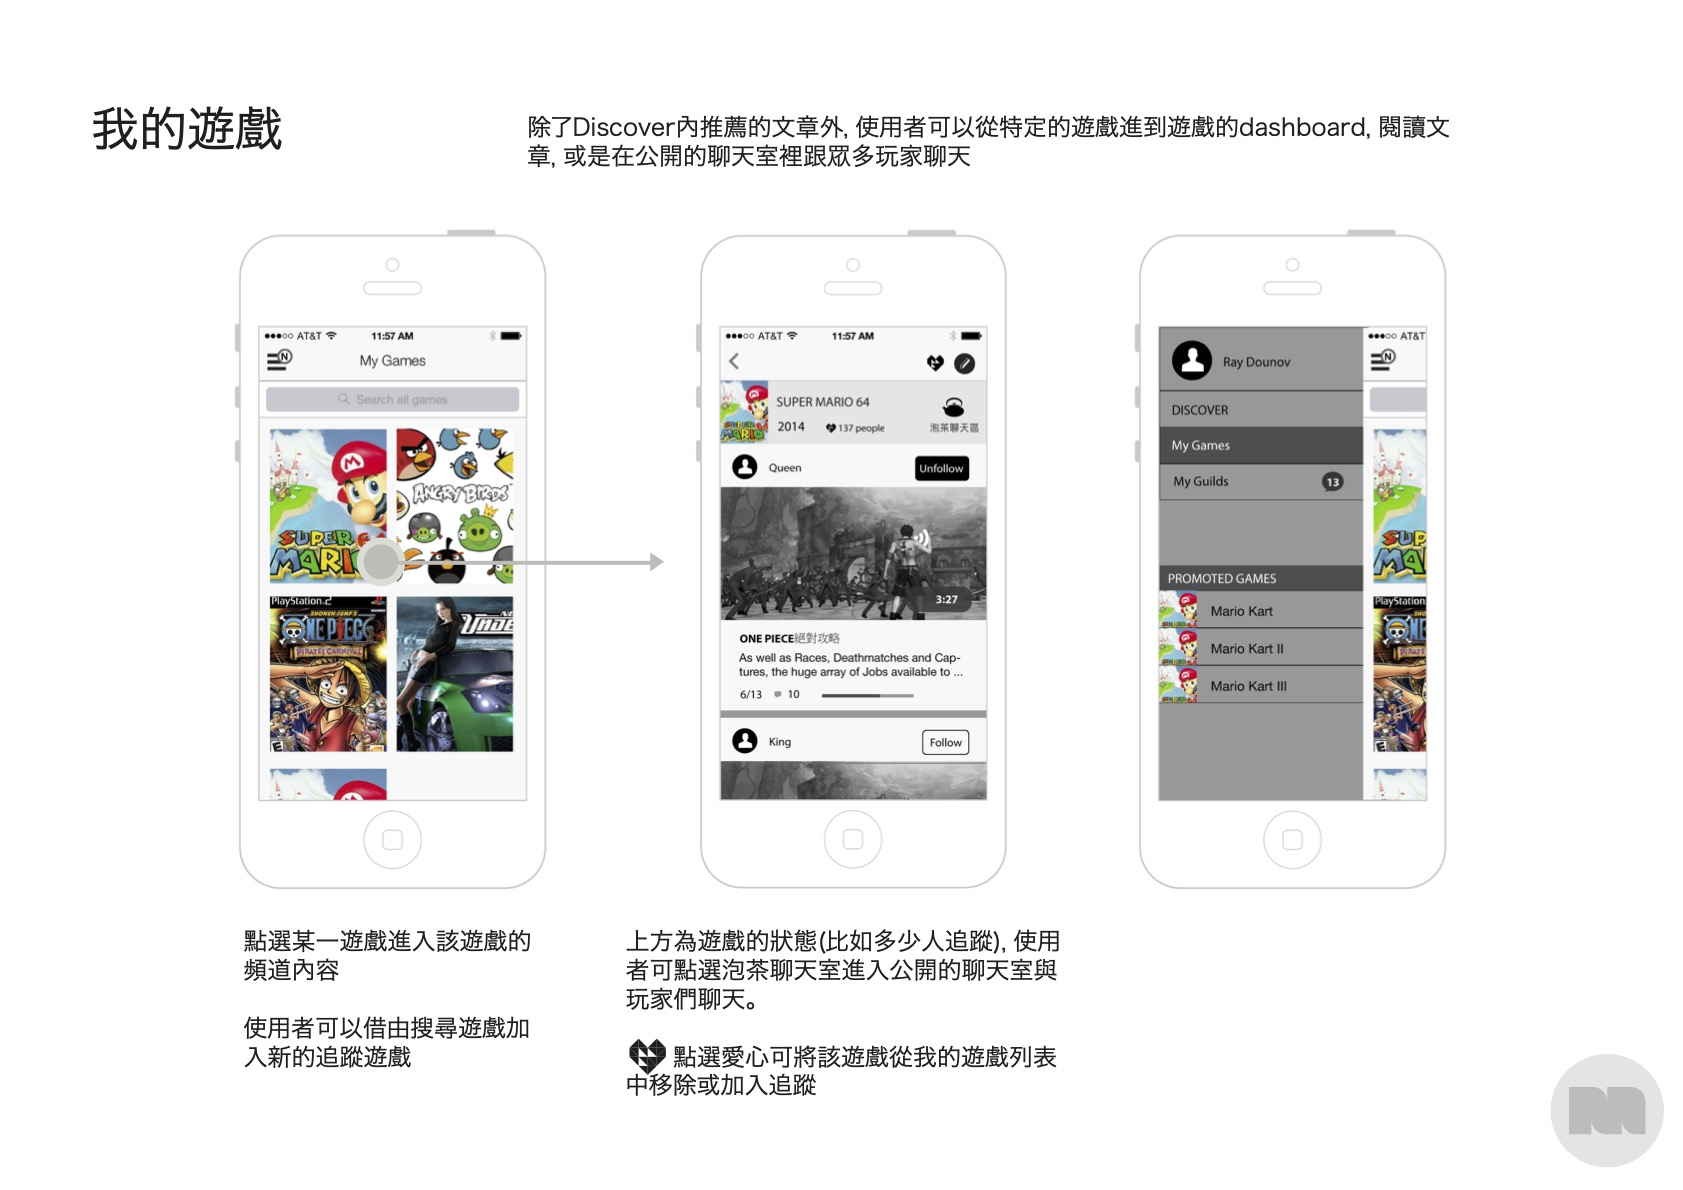 我的遊戲
除了Discover內推薦的文章外, 使用者可以從特定的遊戲進到遊戲的dashboard, 閱讀文
章, 或是在公開的聊天室裡跟眾多玩家聊天
AT&T 11:57 AM
N
My Games
Search all games
SUPER
MARIO
ANGRY BIRDS
PlayStation 2
SHONEN JUMP'S
ONE PIECE
PIRATES CARNIVAL
E
AT&T 11:57 AM
SUPER MARIO 64
2014 137 people
泡茶聊天區
Queen
Unfollow
3:27
ONE PIECE絕對攻略
As well as Races, Deathmatches and Cap-
tures, the huge array of Jobs available to ...
6/13 10
King
Follow
AT&T
N
Ray Dounov
DISCOVER
My Games
My Guilds 13
PROMOTED GAMES
Mario Kart
Mario Kart II
Mario Kart III
PlayStation
點選某一遊戲進入該遊戲的
頻道內容
使用者可以借由搜尋遊戲加
入新的追蹤遊戲
上方為遊戲的狀態(比如多少人追蹤), 使用
者可點選泡茶聊天室進入公開的聊天室與
玩家們聊天。
點選愛心可將該遊戲從我的遊戲列表
中移除或加入追蹤